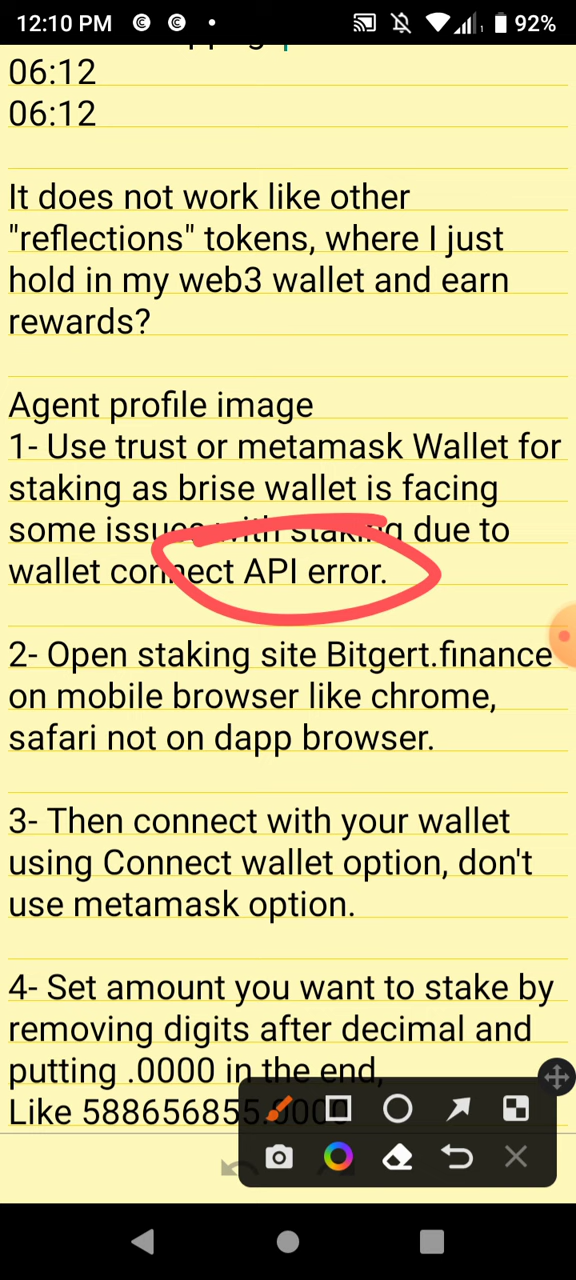 12:10 PM
92%
06:12
06:12
It does not work like other
"reflections" tokens, where I just
hold in my web3 wallet and earn
rewards?
Agent profile image
1- Use trust or metamask Wallet for
staking as brise wallet is facing
some issues with staking due to
wallet connect API error.
2- Open staking site Bitgert.finance
on mobile browser like chrome,
safari not on dapp browser.
3- Then connect with your wallet
using Connect wallet option, don't
use metamask option.
4- Set amount you want to stake by
removing digits after decimal and
putting .0000 in the end,
Like 588656855.0000